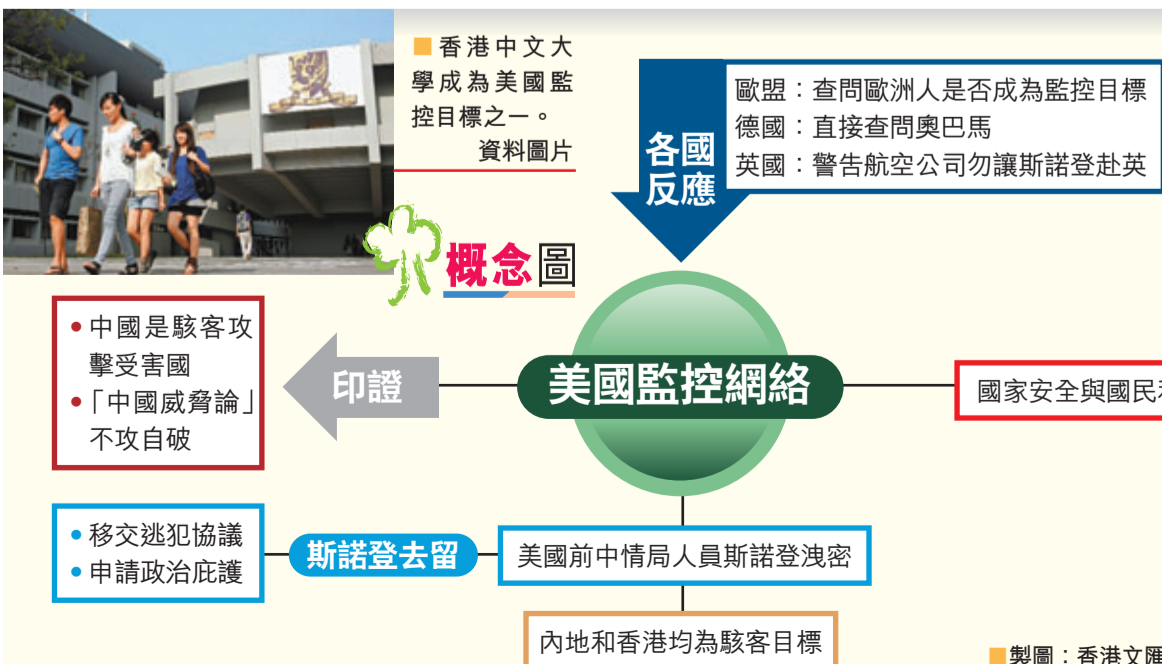 ■香港中文大
學成為美國監
控目標之一。
資料圖片
各國
反應
歐盟：查問歐洲人是否成為監控目標
德國：直接查問奧巴馬
英國：警告航空公司勿讓斯諾登赴英
概念圖
•中國是駭客攻
擊受害國
•「中國威脅論」
不攻自破
印證
美國監控網絡
國家安全與國民
•移交逃犯協議
•申請政治庇護
斯諾登去留
美國前中情局人員斯諾登洩密
內地和香港均為駭客目標
■製圖：香港文匯